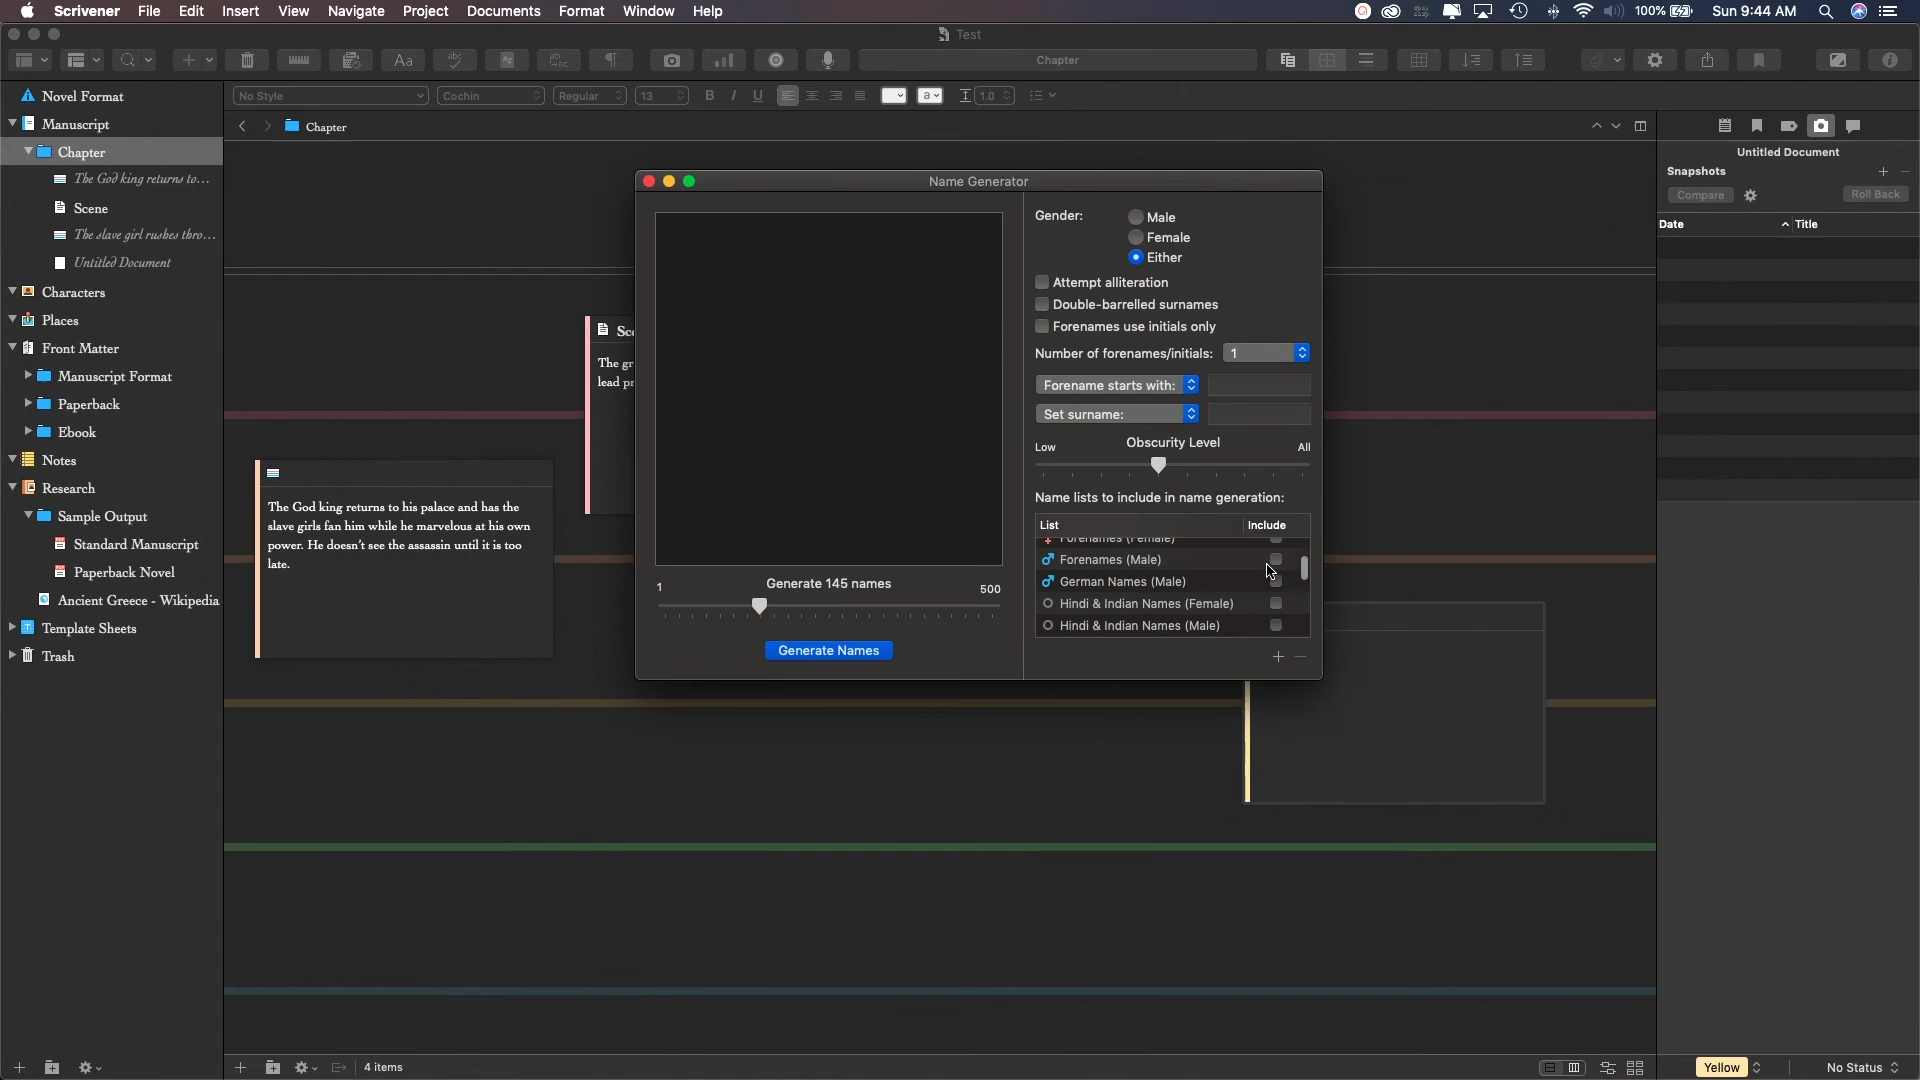 Scrivener File Edit Insert View Navigate Project Documents Format Window Help
100% Sun 9:44 AM
Test
Aa
abc
Az
Chapter
No Style Cochin Regular 13 B I U a 1.0
Chapter
Novel Format
Manuscript
Chapter
The God king returns to...
Scene
The slave girl rushes thro...
Untitled Document
Characters
Places
Front Matter
Manuscript Format
Paperback
Ebook
Notes
Research
Sample Output
Standard Manuscript
Paperback Novel
Ancient Greece - Wikipedia
Template Sheets
Trash
The God king returns to his palace and has the
slave girls fan him while he marvelous at his own
power. He doesn't see the assassin until it is too
late.
Name Generator
Generate 145 names
1
500
Generate Names
Gender:
Male
Female
Either
Attempt alliteration
Double-barrelled surnames
Forenames use initials only
Number of forenames/initials: 1
Forename starts with:
Set surname:
Obscurity Level
Low
All
Name lists to include in name generation:
List Include
Forenames (Female)
Forenames (Male)
German Names (Male)
Hindi & Indian Names (Female)
Hindi & Indian Names (Male)
Untitled Document
Snapshots
Compare
Roll Back
Date Title
4 items
Yellow
No Status